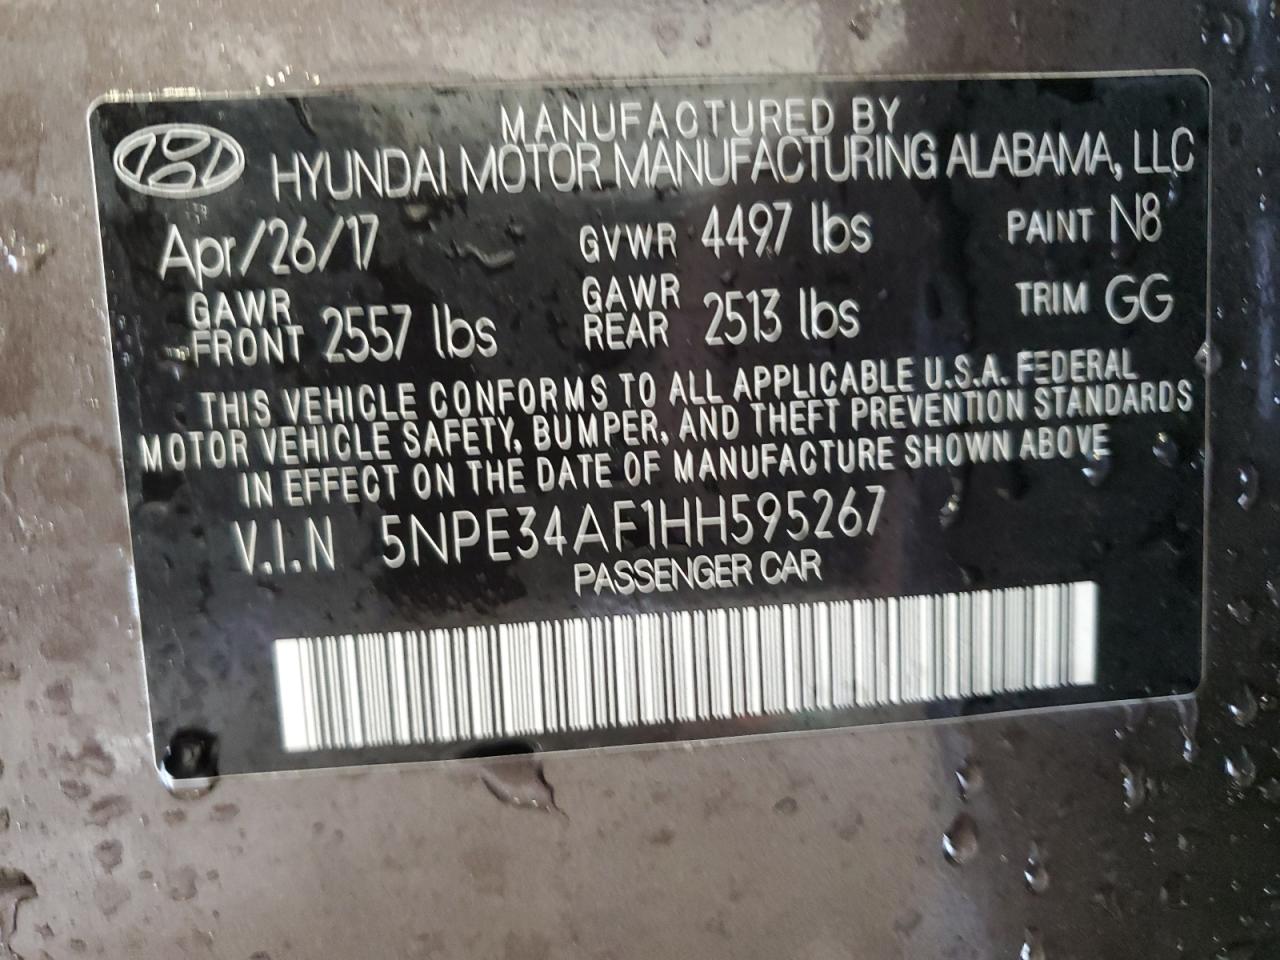 MANUFACTURED BY
HYUNDAI MOTOR MANUFACTURING ALABAMA, LLC
Apr/26/17 GVWR 4497 lbs PAINT N8
GAWR FRONT 2557 lbs GAWR REAR 2513 lbs TRIM GG
THIS VEHICLE CONFORMS TO ALL APPLICABLE U.S.A. FEDERAL
MOTOR VEHICLE SAFETY, BUMPER, AND THEFT PREVENTION STANDARDS
IN EFFECT ON THE DATE OF MANUFACTURE SHOWN ABOVE
V.I.N 5NPE34AF1HH595267
PASSENGER CAR